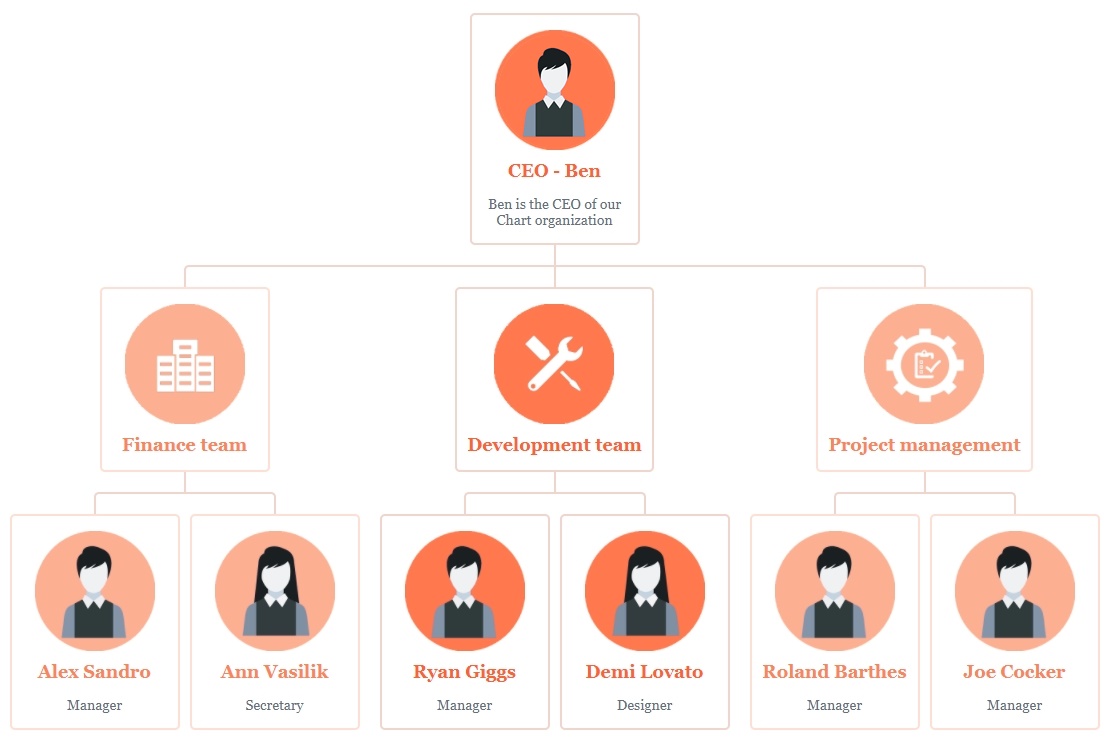 CEO - Ben
Ben is the CEO of our
Chart organization
Finance team
Development team
Project management
Alex Sandro
Manager
Ann Vasilik
Secretary
Ryan Giggs
Manager
Demi Lovato
Designer
Roland Barthes
Manager
Joe Cocker
Manager